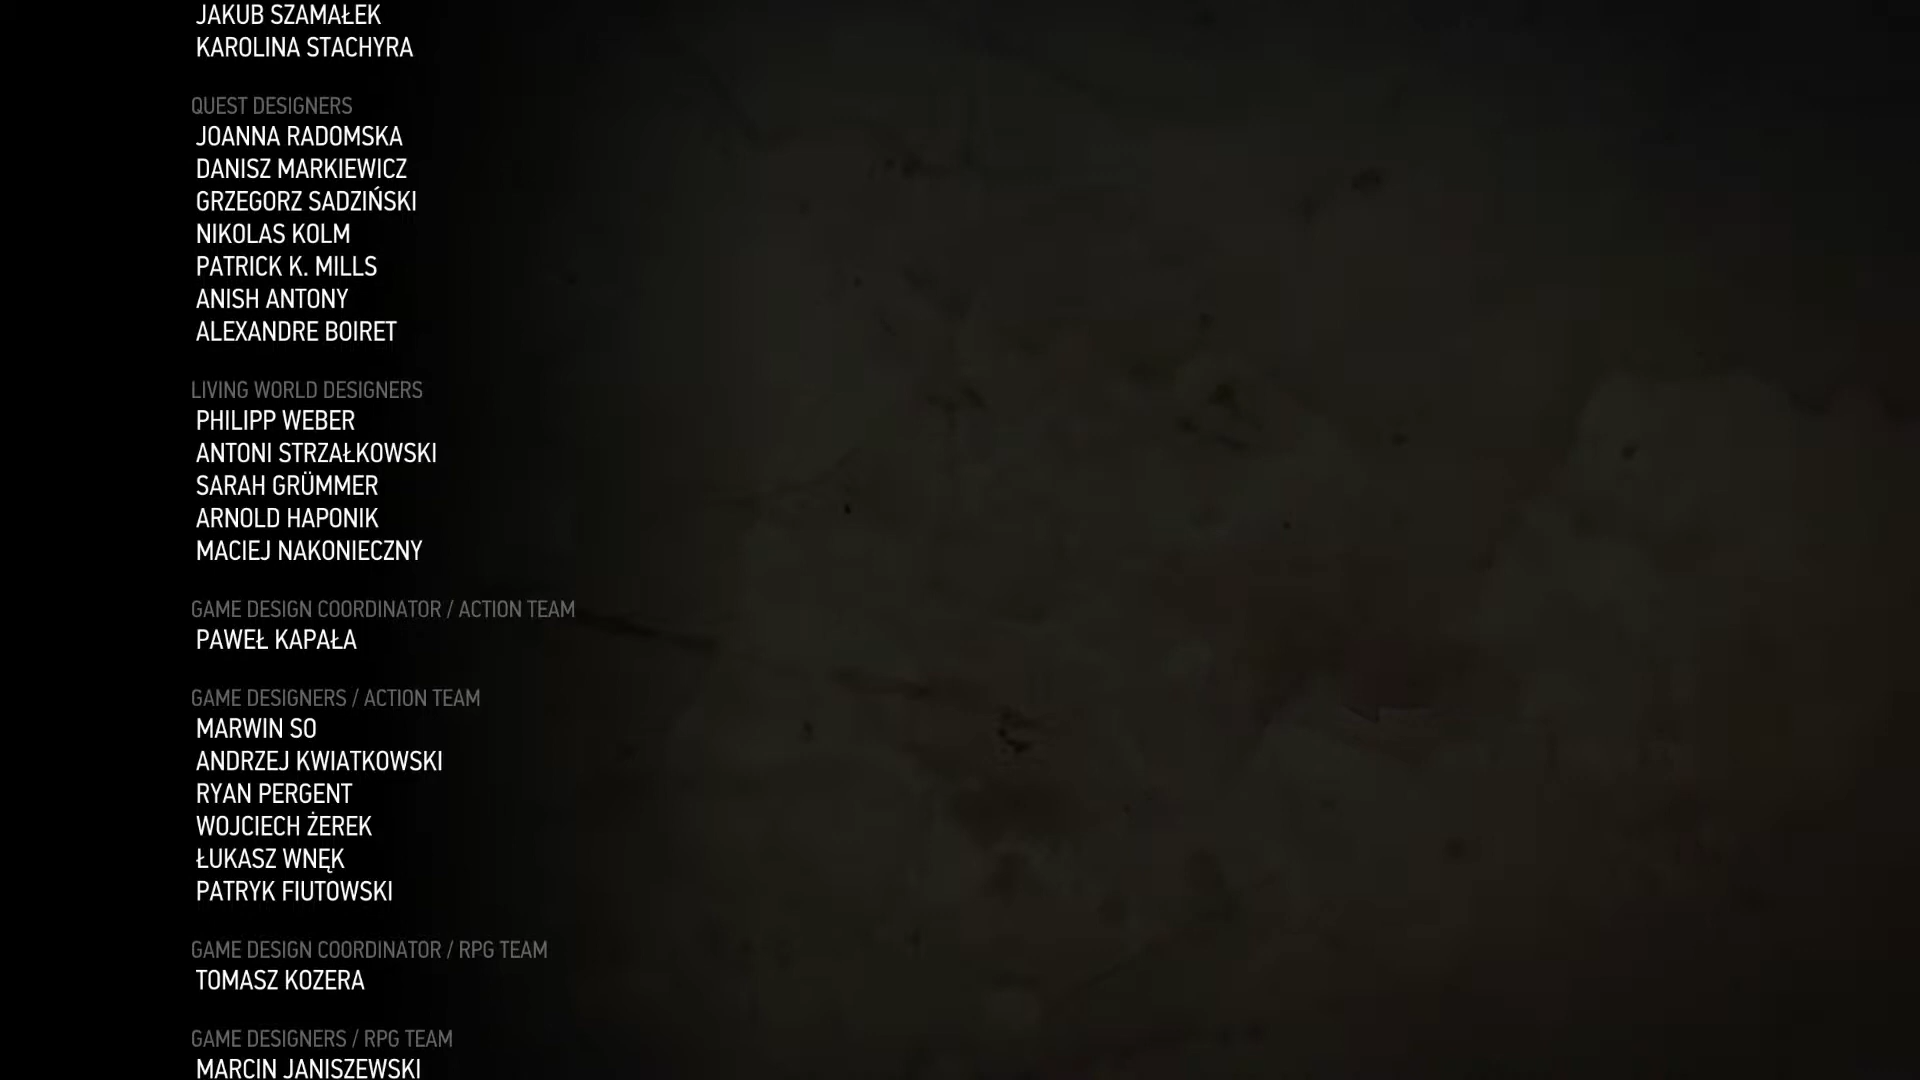 JAKUB SZAMAŁEK
KAROLINA STACHYRA
QUEST DESIGNERS
JOANNA RADOMSKA
DANISZ MARKIEWICZ
GRZEGORZ SADZIŃSKI
NIKOLAS KOLM
PATRICK K. MILLS
ANISH ANTONY
ALEXANDRE BOIRET
LIVING WORLD DESIGNERS
PHILIPP WEBER
ANTONI STRZAŁKOWSKI
SARAH GRÜMMER
ARNOLD HAPONIK
MACIEJ NAKONIECZNY
GAME DESIGN COORDINATOR / ACTION TEAM
PAWEŁ KAPAŁA
GAME DESIGNERS / ACTION TEAM
MARWIN SO
ANDRZEJ KWIATKOWSKI
RYAN PERGENT
WOJCIECH ŻEREK
ŁUKASZ WNĘK
PATRYK FIUTOWSKI
GAME DESIGN COORDINATOR / RPG TEAM
TOMASZ KOZERA
GAME DESIGNERS / RPG TEAM
MARCIN JANISZEWSKI